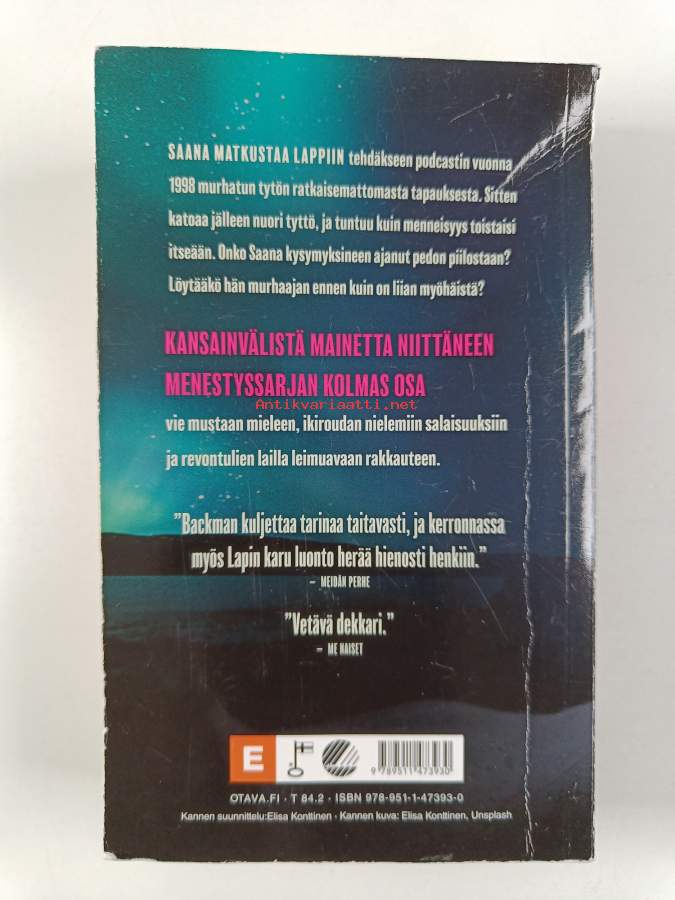 SAANA MATKUSTAA LAPPIIN tehdäkseen podcastin vuonna
1998 murhatun tytön ratkaisemattomasta tapauksesta. Sitten
katoaa jälleen nuori tyttö, ja tuntuu kuin menneisyys toistaisi
itseään. Onko Saana kysymyksineen ajanut pedon piilostaan?
Löytääkö hän murhaajan ennen kuin on liian myöhäistä?
KANSAINVÄLISTÄ MAINETTA NIITTÄNEEN
MENESTYSSARJAN KOLMAS OSA
Antikvariaatti.net
vie mustaan mieleen, ikiroudan nielemiin salaisuuksiin
ja revontulien lailla leimuavaan rakkauteen.
"Backman kuljettaa tarinaa taitavasti, ja kerronnassa
myös Lapin karu luonto herää hienosti henkiin."
– MEIDÄN PERHE
"Vetävä dekkari."
– ME NAISET
E
9 789511 473930
OTAVA.FI · T 84.2 · ISBN 978-951-1-47393-0
Kannen suunnittelu:Elisa Konttinen · Kannen kuva: Elisa Konttinen, Unsplash